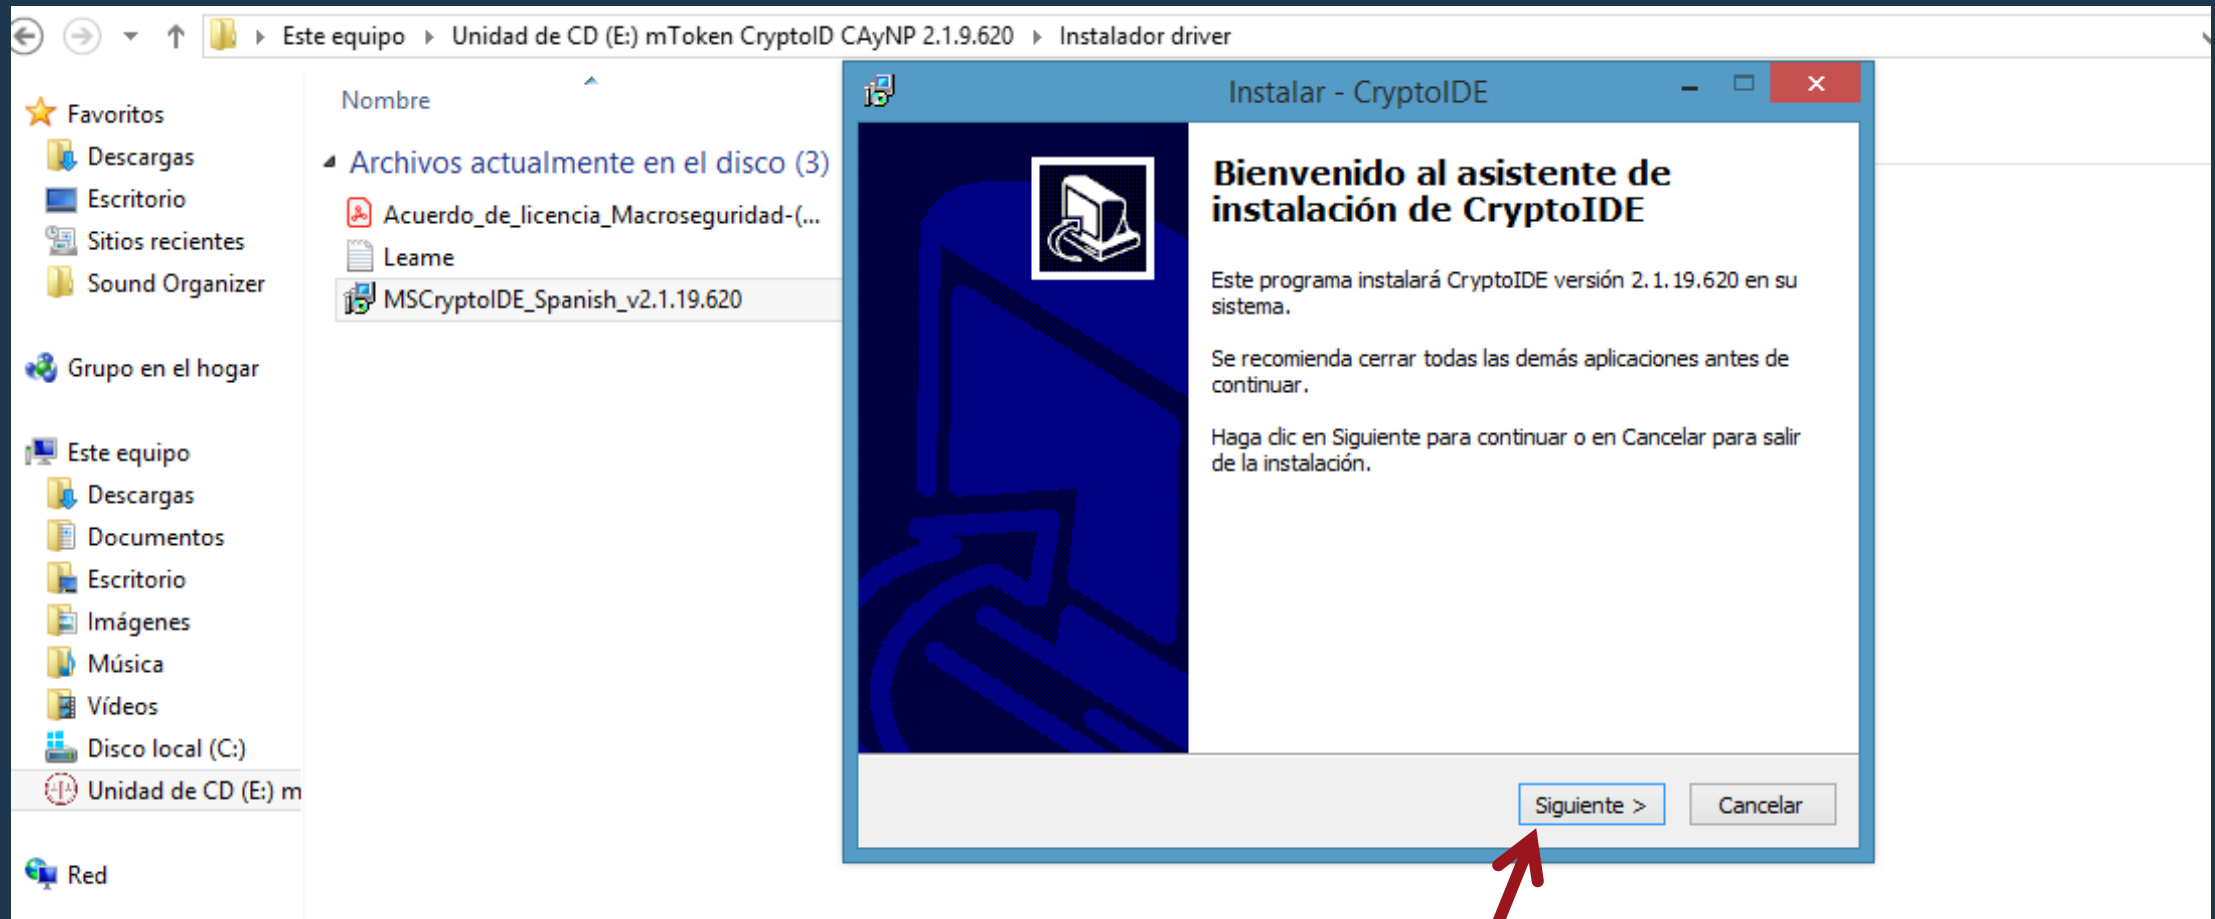 Este equipo Unidad de CD (E:) mToken CryptoID CAyNP 2.1.9.620 Instalador driver
Favoritos
Descargas
Escritorio
Sitios recientes
Sound Organizer
Grupo en el hogar
Este equipo
Descargas
Documentos
Escritorio
Imágenes
Música
Vídeos
Disco local (C:)
Unidad de CD (E:) m
Red
Nombre
Archivos actualmente en el disco (3)
Acuerdo_de_licencia_Macroseguridad-(...
Leame
MSCryptoIDE_Spanish_v2.1.19.620
Instalar - CryptoIDE
Bienvenido al asistente de
instalación de CryptoIDE
Este programa instalará CryptoIDE versión 2.1.19.620 en su
sistema.
Se recomienda cerrar todas las demás aplicaciones antes de
continuar.
Haga clic en Siguiente para continuar o en Cancelar para salir
de la instalación.
Siguiente >
Cancelar